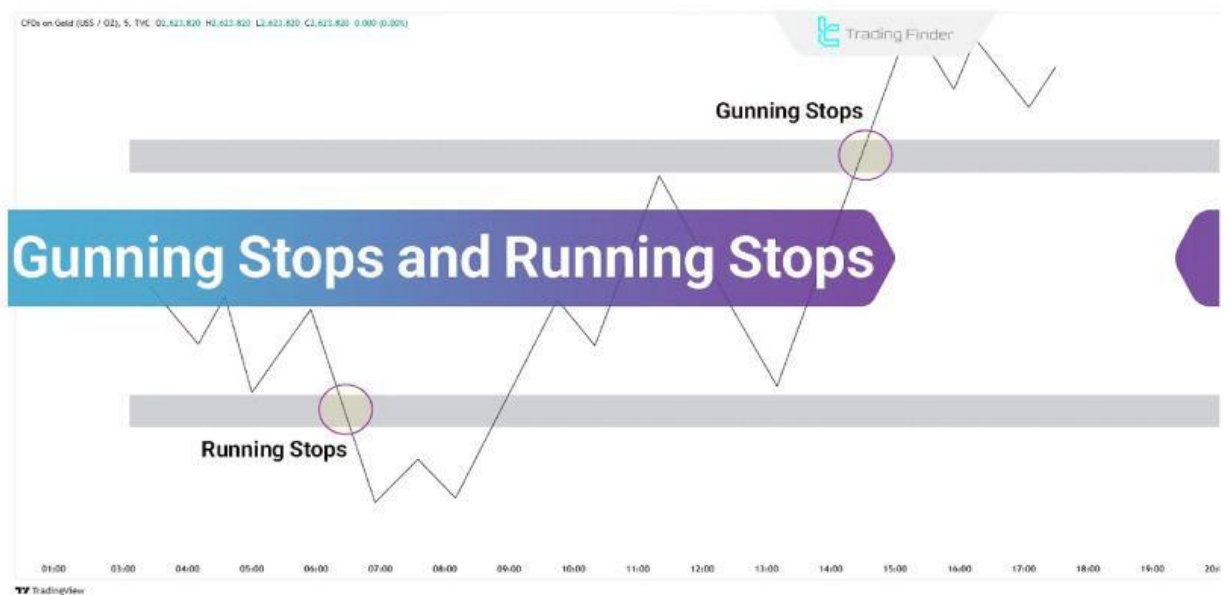 CFDs on Gold (US$ / OZ), 5, TVC O2,623.820 H2,623.820 L2,623.820 C2,623.820 0.000 (0.00%)
Trading Finder
Gunning Stops
Gunning Stops and Running Stops
Running Stops
01:00 03:00 04:00 05:00 06:00 07:00 08:00 09:00 10:00 11:00 12:00 13:00 14:00 15:00 16:00 17:00 18:00 19:00
TradingView